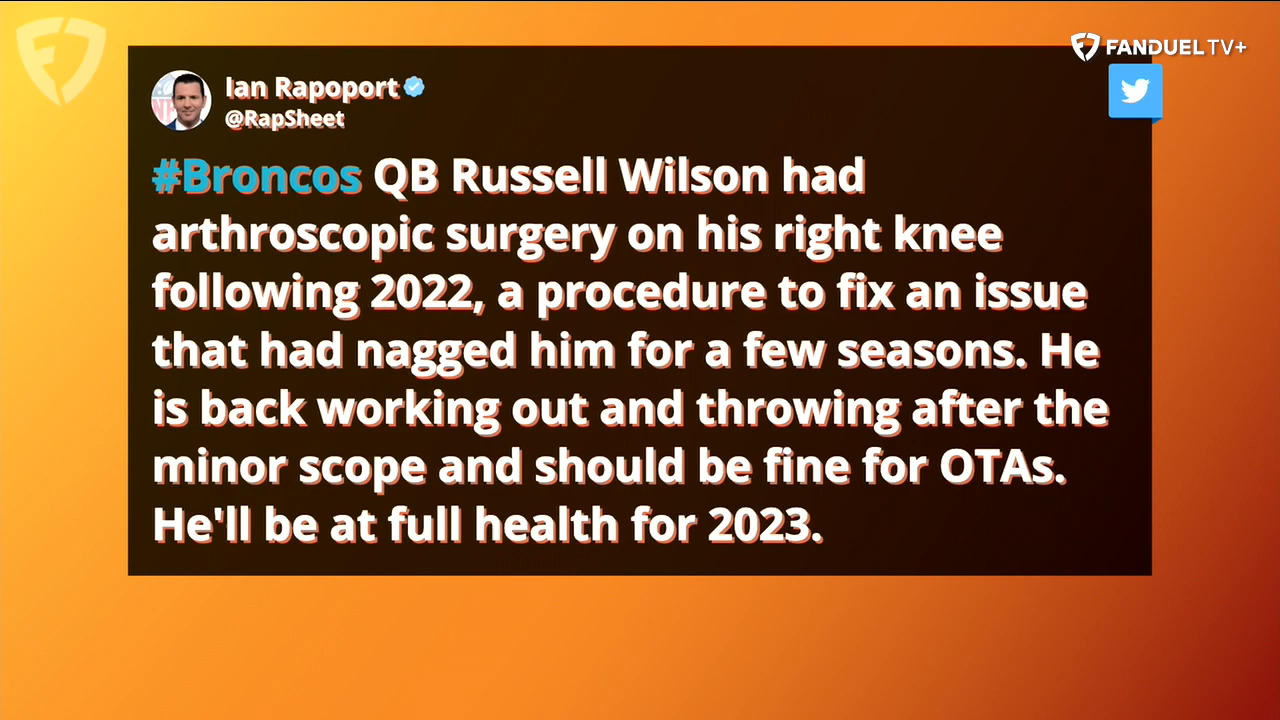 FANDUEL TV+
Ian Rapoport
@RapSheet
#Broncos QB Russell Wilson had
arthroscopic surgery on his right knee
following 2022, a procedure to fix an issue
that had nagged him for a few seasons. He
is back working out and throwing after the
minor scope and should be fine for OTAs.
He'll be at full health for 2023.